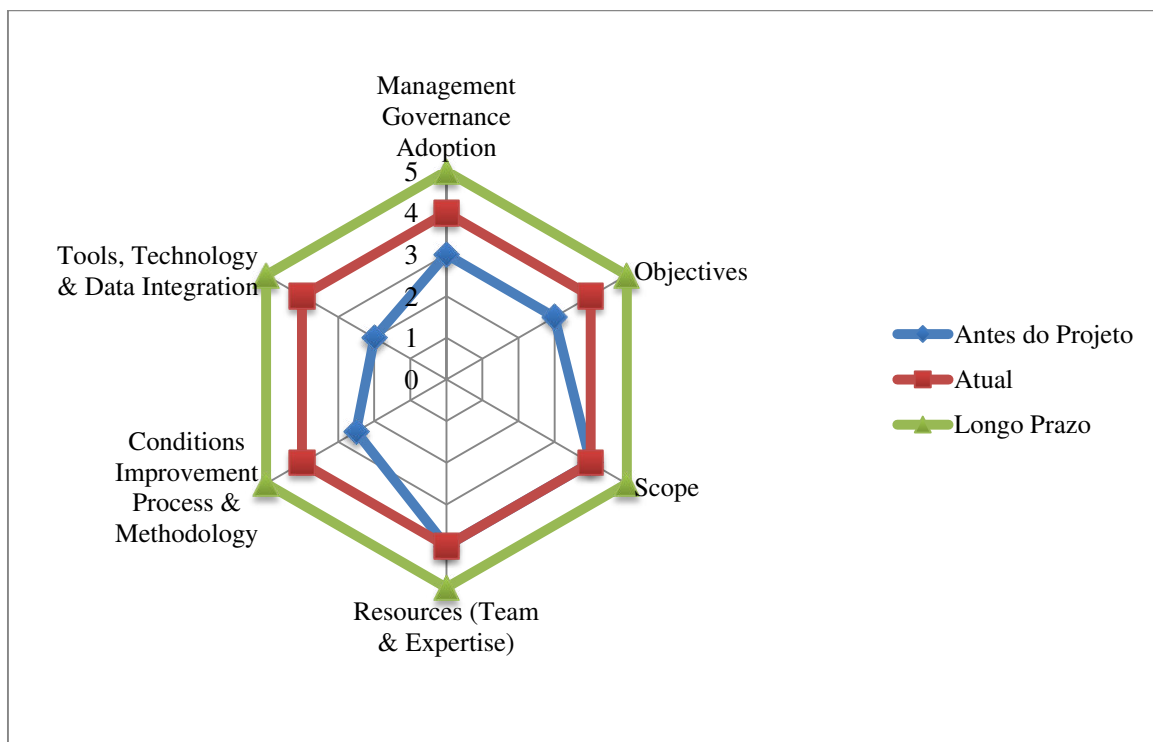 Management
Governance
Adoption
5
4
3
2
1
0
Objectives
Scope
Resources (Team
& Expertise)
Conditions
Improvement
Process &
Methodology
Tools, Technology
& Data Integration
Antes do Projeto
Atual
Longo Prazo